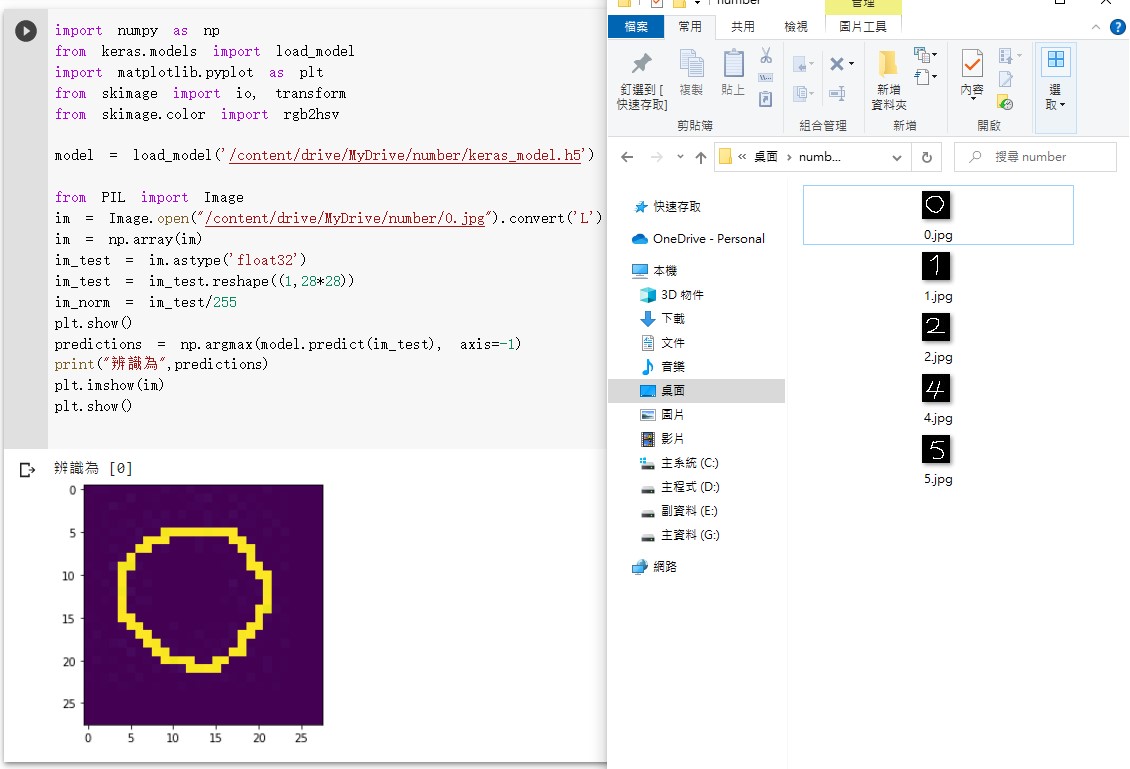 import numpy as np
from keras.models import load_model
import matplotlib.pyplot as plt
from skimage import io, transform
from skimage.color import rgb2hsv
model = load_model('/content/drive/MyDrive/number/keras_model.h5')
from PIL import Image
im = Image.open("/content/drive/MyDrive/number/0.jpg").convert('L')
im = np.array(im)
im_test = im.astype('float32')
im_test = im_test.reshape((1,28*28))
im_norm = im_test/255
plt.show()
predictions = np.argmax(model.predict(im_test), axis=-1)
print("辨識為",predictions)
plt.imshow(im)
plt.show()
辨識為 [0]
0
5
10
15
20
25
0 5 10 15 20 25
number
管理
檔案 常用 共用 檢視 圖片工具
釘選到 [快速存取]
複製
貼上
新增資料夾
內容
選取
剪貼簿 組合管理 新增 開啟
« 桌面 › numb...
搜尋 number
快速存取
OneDrive - Personal
本機
3D 物件
下載
文件
音樂
桌面
圖片
影片
主系統 (C:)
主程式 (D:)
副資料 (E:)
主資料 (G:)
網路
0
0.jpg
1
1.jpg
2
2.jpg
4
4.jpg
5
5.jpg